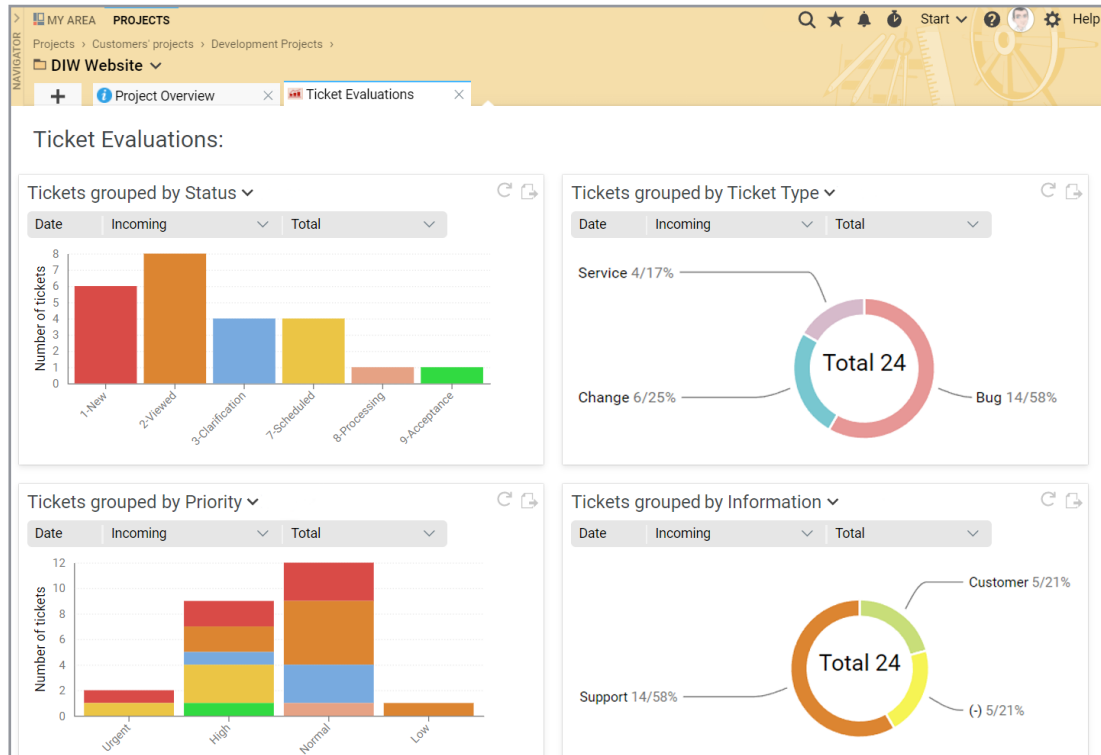 MY AREA PROJECTS Start Help
NAVIGATOR
Projects › Customers' projects › Development Projects ›
DIW Website
+ Project Overview Ticket Evaluations
Ticket Evaluations:
Tickets grouped by Status
Date Incoming Total
Number of tickets
8
7
6
5
4
3
2
1
0
1-New
2-Viewed
3-Clarification
7-Scheduled
8-Processing
9-Acceptance
Tickets grouped by Ticket Type
Date Incoming Total
Service 4/17%
Total 24
Change 6/25%
Bug 14/58%
Tickets grouped by Priority
Date Incoming Total
Number of tickets
12
10
8
6
4
2
0
Urgent
High
Normal
Low
Tickets grouped by Information
Date Incoming Total
Customer 5/21%
Total 24
Support 14/58%
(-) 5/21%